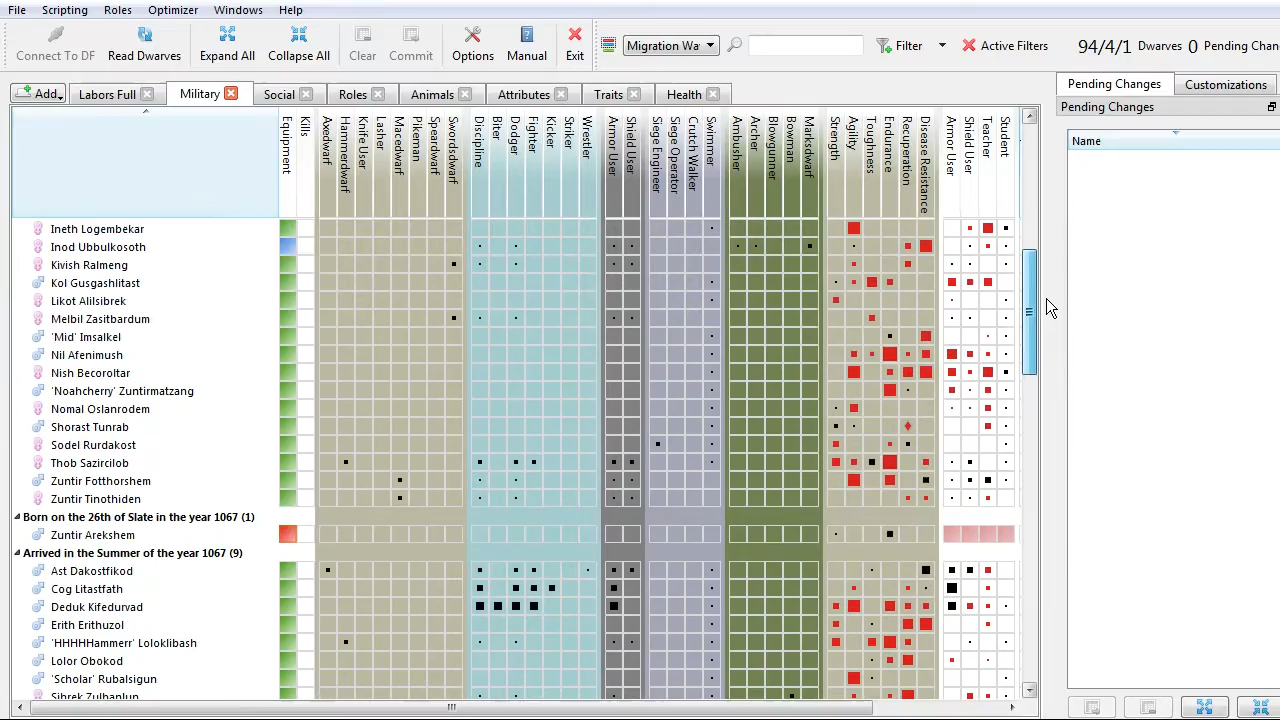 File Scripting Roles Optimizer Windows Help
Connect To DF Read Dwarves Expand All Collapse All Clear Commit Options Manual Exit Migration Wa Filter Active Filters 94/4/1 Dwarves 0 Pending Chan
Add... Labors Full Military Social Roles Animals Attributes Traits Health Pending Changes Customizations
Pending Changes
Name
Equipment Kills Axedwarf Hammerdwarf Knife User Lasher Macedwarf Pikeman Speardwarf Swordsdwarf Discipline Biter Dodger Fighter Kicker Striker Wrestler Armor User Shield User Siege Engineer Siege Operator Crutch Walker Swimmer Ambusher Archer Blowgunner Bowman Marksdwarf Strength Agility Toughness Endurance Recuperation Disease Resistance Armor User Shield User Teacher Student
Ineth Logembekar
Inod Ubbulkosoth
Kivish Ralmeng
Kol Gusgashlitast
Likot Alilsibrek
Melbil Zasitbardum
'Mid' Imsalkel
Nil Afenimush
Nish Becoroltar
'Noahcherry' Zuntirmatzang
Nomal Oslanrodem
Shorast Tunrab
Sodel Rurdakost
Thob Sazircilob
Zuntir Fotthorshem
Zuntir Tinothiden
Born on the 26th of Slate in the year 1067 (1)
Zuntir Arekshem
Arrived in the Summer of the year 1067 (9)
Ast Dakostfikod
Cog Litastfath
Deduk Kifedurvad
Erith Erithuzol
'HHHHHammer' Loloklibash
Lolor Obokod
'Scholar' Rubalsigun
Sibrek Zulbanlun